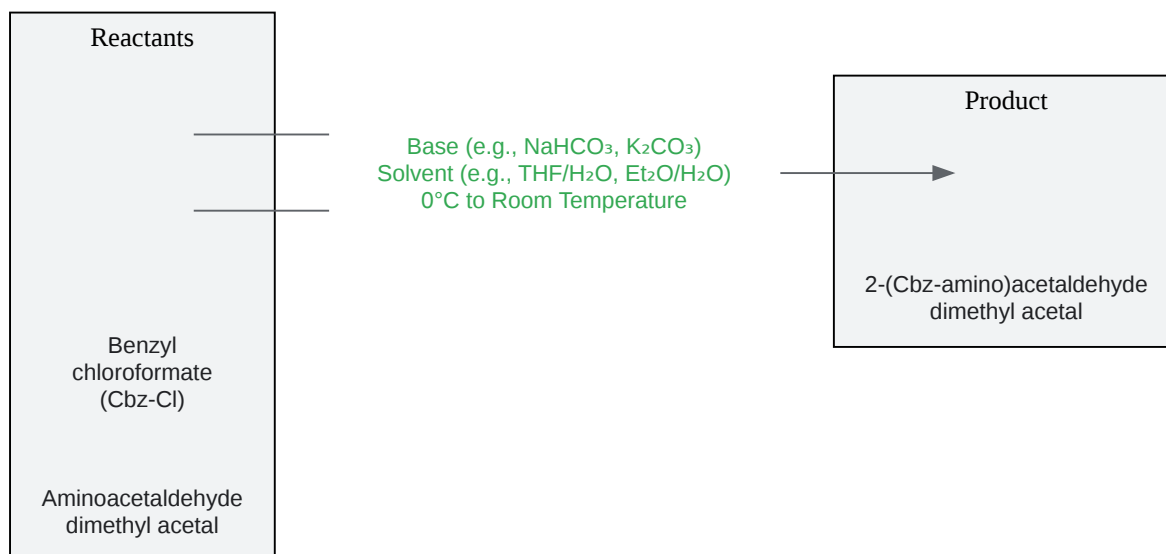 Reactants
Benzyl
chloroformate
(Cbz-Cl)
Aminoacetaldehyde
dimethyl acetal
Base (e.g., NaHCO₃, K₂CO₃)
Solvent (e.g., THF/H₂O, Et₂O/H₂O)
0°C to Room Temperature
Product
2-(Cbz-amino)acetaldehyde
dimethyl acetal